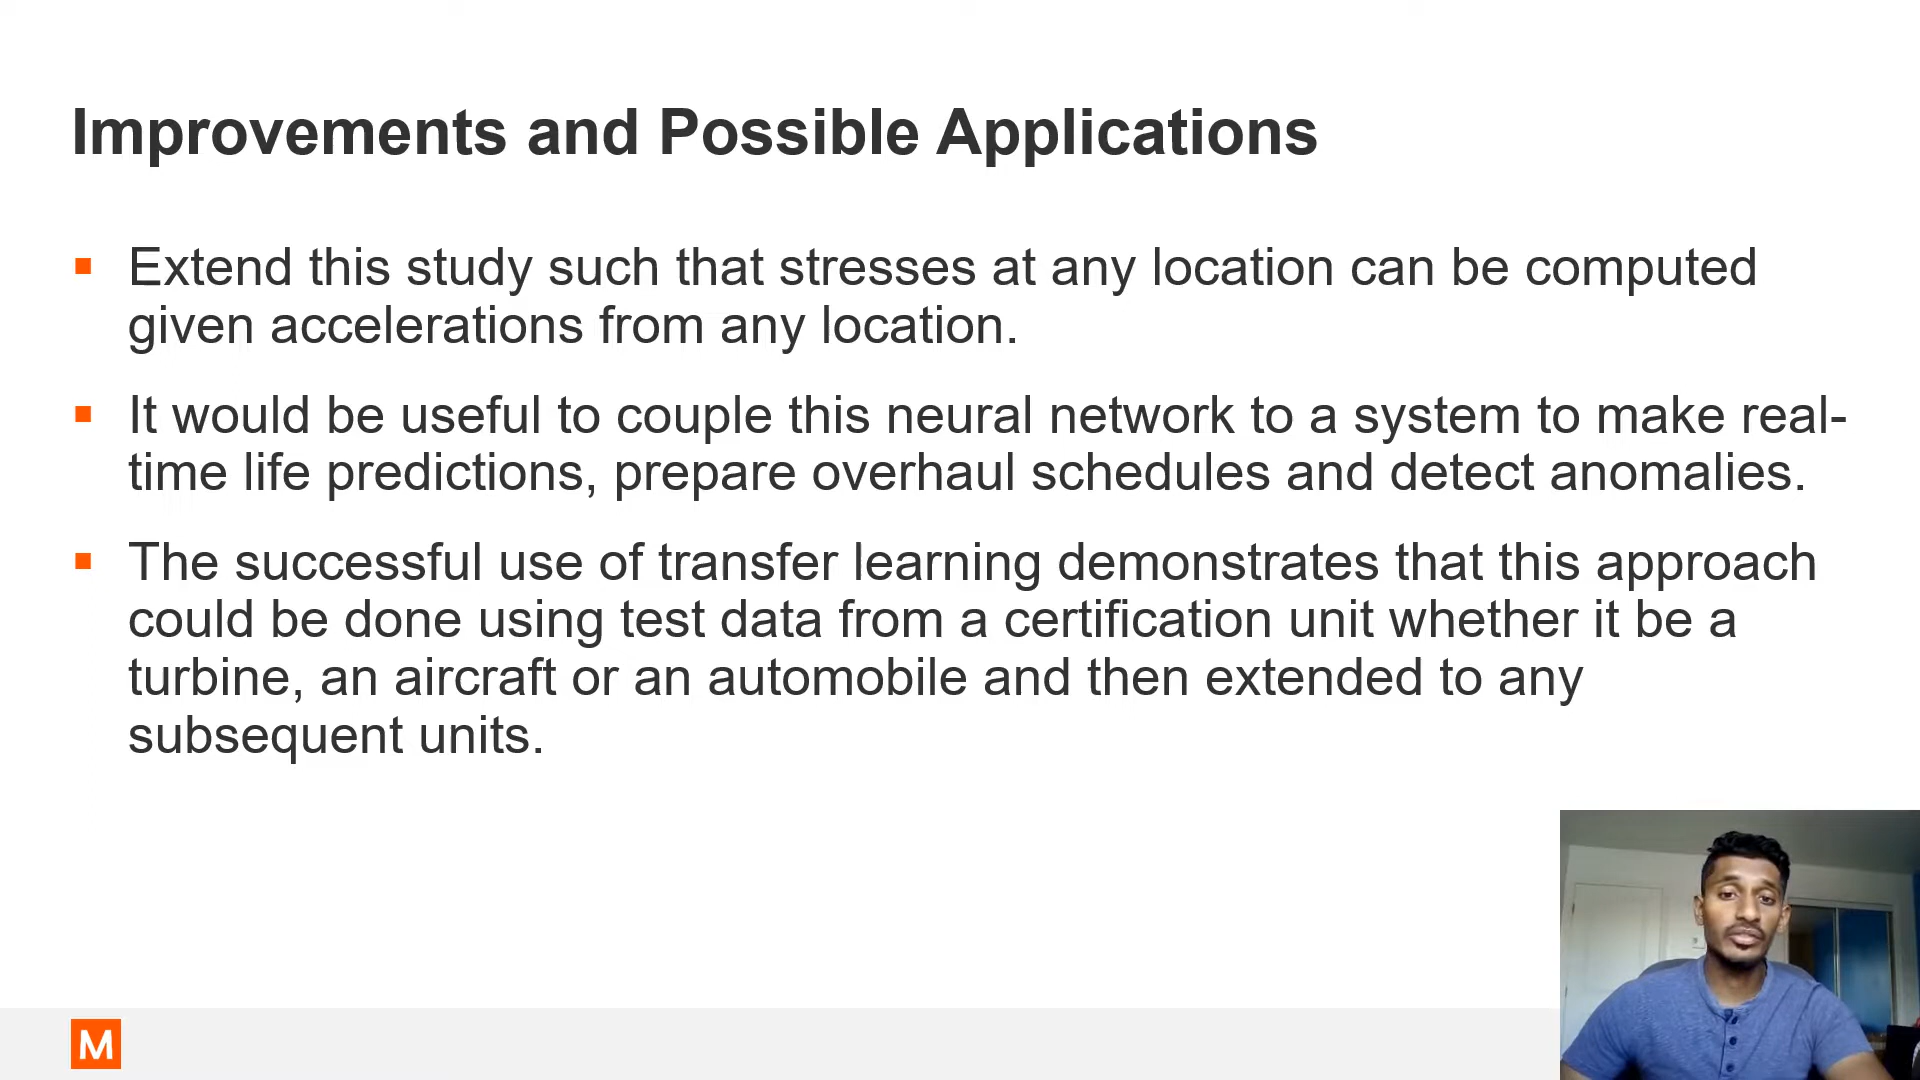 Improvements and Possible Applications
Extend this study such that stresses at any location can be computed
given accelerations from any location.
It would be useful to couple this neural network to a system to make real-
time life predictions, prepare overhaul schedules and detect anomalies.
The successful use of transfer learning demonstrates that this approach
could be done using test data from a certification unit whether it be a
turbine, an aircraft or an automobile and then extended to any
subsequent units.
M